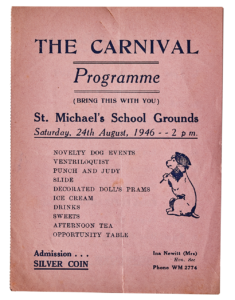 THE CARNIVAL
Programme
(BRING THIS WITH YOU)
St. Michael's School Grounds
Saturday, 24th August, 1946 -- 2 p m.
NOVELTY DOG EVENTS
VENTRILOQUIST
PUNCH AND JUDY
SLIDE
DECORATED DOLL'S PRAMS
ICE CREAM
DRINKS
SWEETS
AFTERNOON TEA
OPPORTUNITY TABLE
Admission . . .
SILVER COIN
Newitt (Mrs)
Phone WM 2774